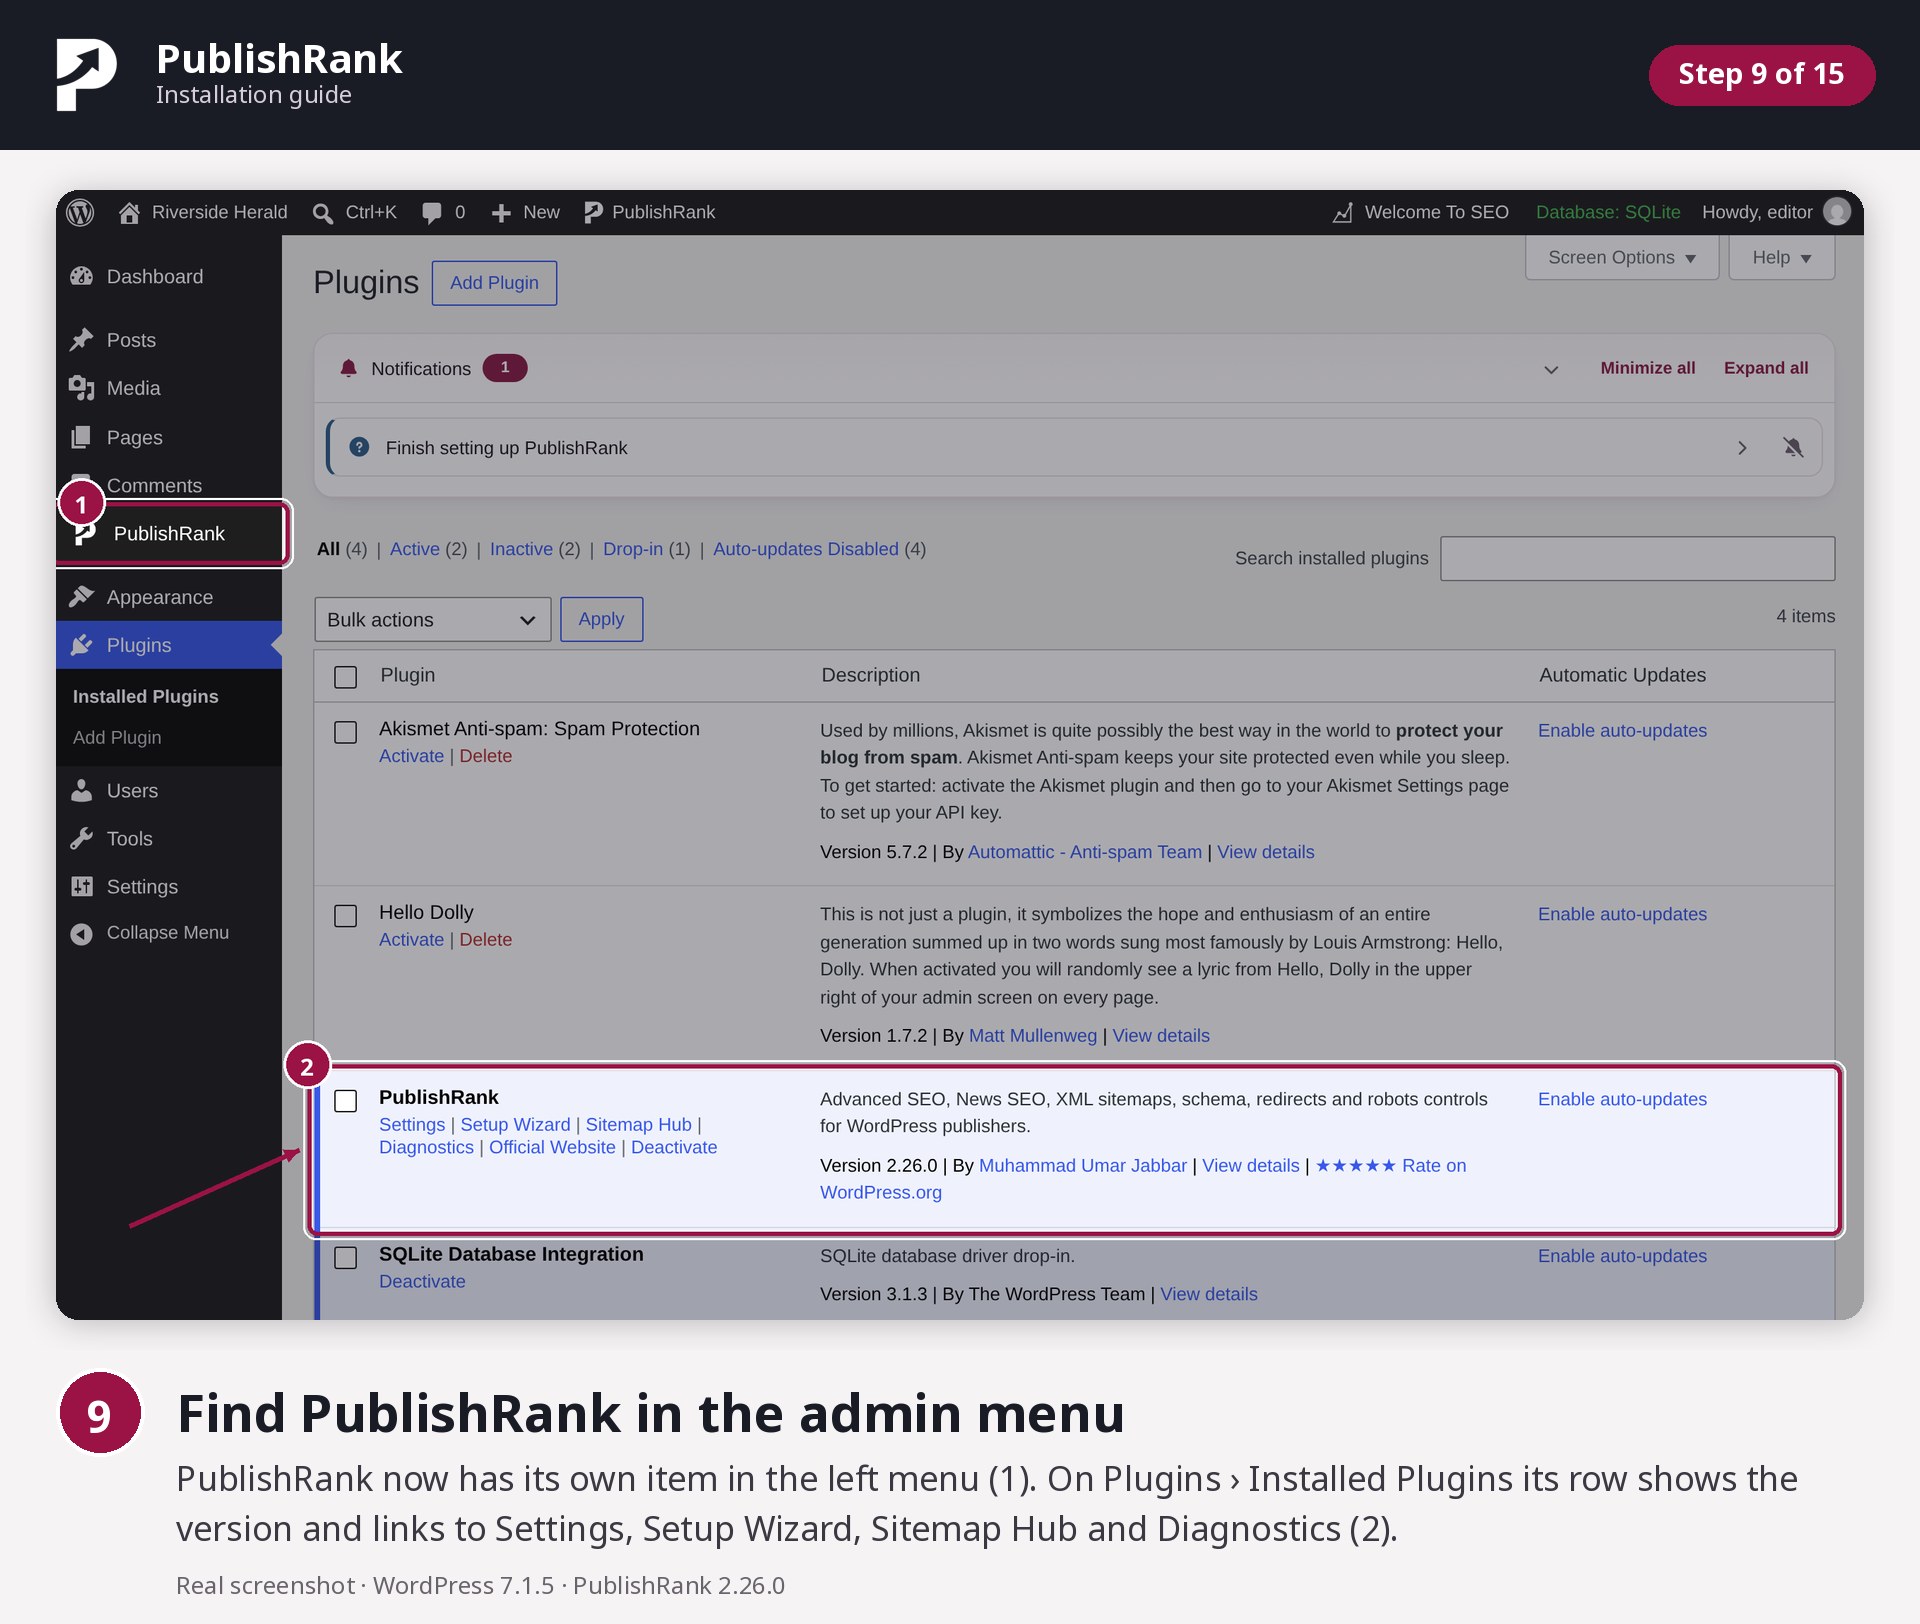 PublishRank
Installation guide
Step 9 of 15
Riverside Herald
Ctrl+K
0
New
PublishRank
Welcome To SEO
Database: SQLite
Howdy, editor
Dashboard
Posts
Media
Pages
Comments
1
PublishRank
Appearance
Plugins
Installed Plugins
Add Plugin
Users
Tools
Settings
Collapse Menu
Plugins
Add Plugin
Screen Options
Help
Notifications
1
Minimize all
Expand all
Finish setting up PublishRank
All (4) | Active (2) | Inactive (2) | Drop-in (1) | Auto-updates Disabled (4)
Search installed plugins
Bulk actions
Apply
4 items
Plugin
Description
Automatic Updates
Akismet Anti-spam: Spam Protection
Activate | Delete
Used by millions, Akismet is quite possibly the best way in the world to protect your
blog from spam. Akismet Anti-spam keeps your site protected even while you sleep.
To get started: activate the Akismet plugin and then go to your Akismet Settings page
to set up your API key.
Version 5.7.2 | By Automattic - Anti-spam Team | View details
Enable auto-updates
Hello Dolly
Activate | Delete
This is not just a plugin, it symbolizes the hope and enthusiasm of an entire
generation summed up in two words sung most famously by Louis Armstrong: Hello,
Dolly. When activated you will randomly see a lyric from Hello, Dolly in the upper
right of your admin screen on every page.
Version 1.7.2 | By Matt Mullenweg | View details
Enable auto-updates
2
PublishRank
Settings | Setup Wizard | Sitemap Hub |
Diagnostics | Official Website | Deactivate
Advanced SEO, News SEO, XML sitemaps, schema, redirects and robots controls
for WordPress publishers.
Version 2.26.0 | By Muhammad Umar Jabbar | View details | ★★★★★ Rate on
WordPress.org
Enable auto-updates
SQLite Database Integration
Deactivate
SQLite database driver drop-in.
Version 3.1.3 | By The WordPress Team | View details
Enable auto-updates
9
Find PublishRank in the admin menu
PublishRank now has its own item in the left menu (1). On Plugins › Installed Plugins its row shows the
version and links to Settings, Setup Wizard, Sitemap Hub and Diagnostics (2).
Real screenshot · WordPress 7.1.5 · PublishRank 2.26.0